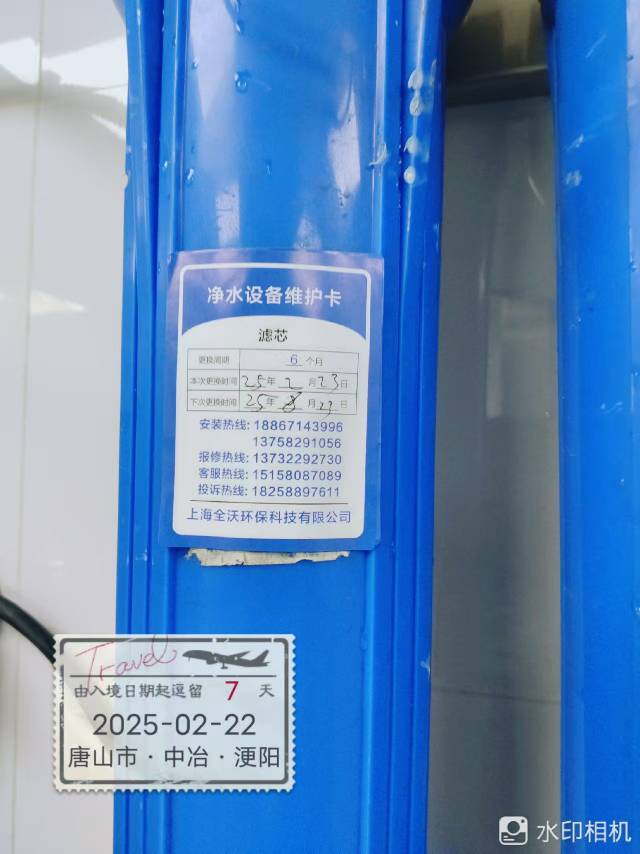 净水设备维护卡
滤芯
更换周期 6 个月
本次更换时间 25 年 2 月 23 日
下次更换时间 25 年 8 月 23 日
安装热线: 18867143996
13758291056
报修热线: 13732292730
客服热线: 15158087089
投诉热线: 18258897611
上海全沃环保科技有限公司
Travel
由入境日期起逗留 7 天
2025-02-22
唐山市·中冶·浭阳
水印相机